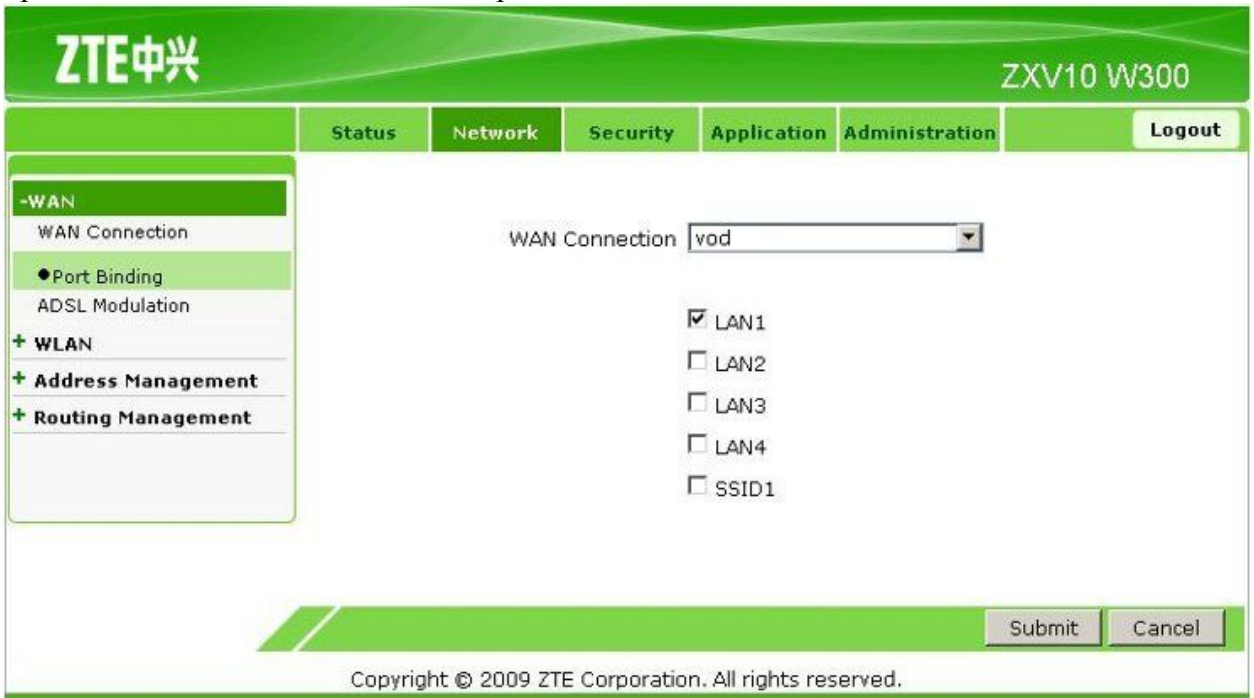 ZTE中兴
ZXV10 W300
Status Network Security Application Administration Logout
-WAN
WAN Connection
Port Binding
ADSL Modulation
+ WLAN
+ Address Management
+ Routing Management
WAN Connection vod
LAN1
LAN2
LAN3
LAN4
SSID1
Submit Cancel
Copyright © 2009 ZTE Corporation. All rights reserved.